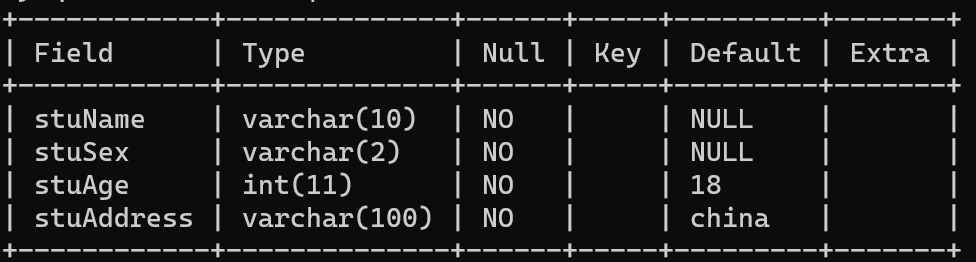 +------------+--------------+------+-----+---------+-------+
| Field      | Type         | Null | Key | Default | Extra |
+------------+--------------+------+-----+---------+-------+
| stuName    | varchar(10)  | NO   |     | NULL    |       |
| stuSex     | varchar(2)   | NO   |     | NULL    |       |
| stuAge     | int(11)      | NO   |     | 18      |       |
| stuAddress | varchar(100) | NO   |     | china   |       |
+------------+--------------+------+-----+---------+-------+